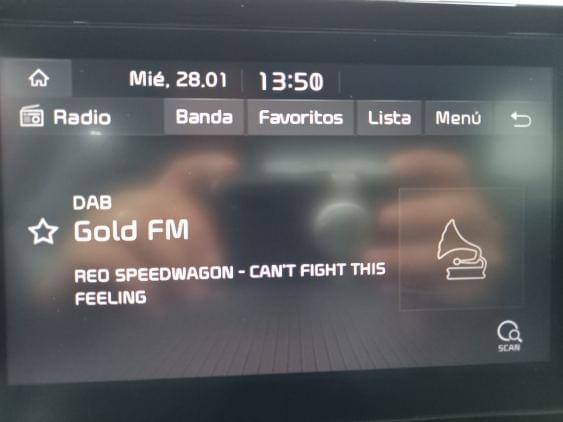 Mié, 28.01 13:50
Radio Banda Favoritos Lista Menú
DAB
Gold FM
REO SPEEDWAGON - CAN'T FIGHT THIS
FEELING
SCAN